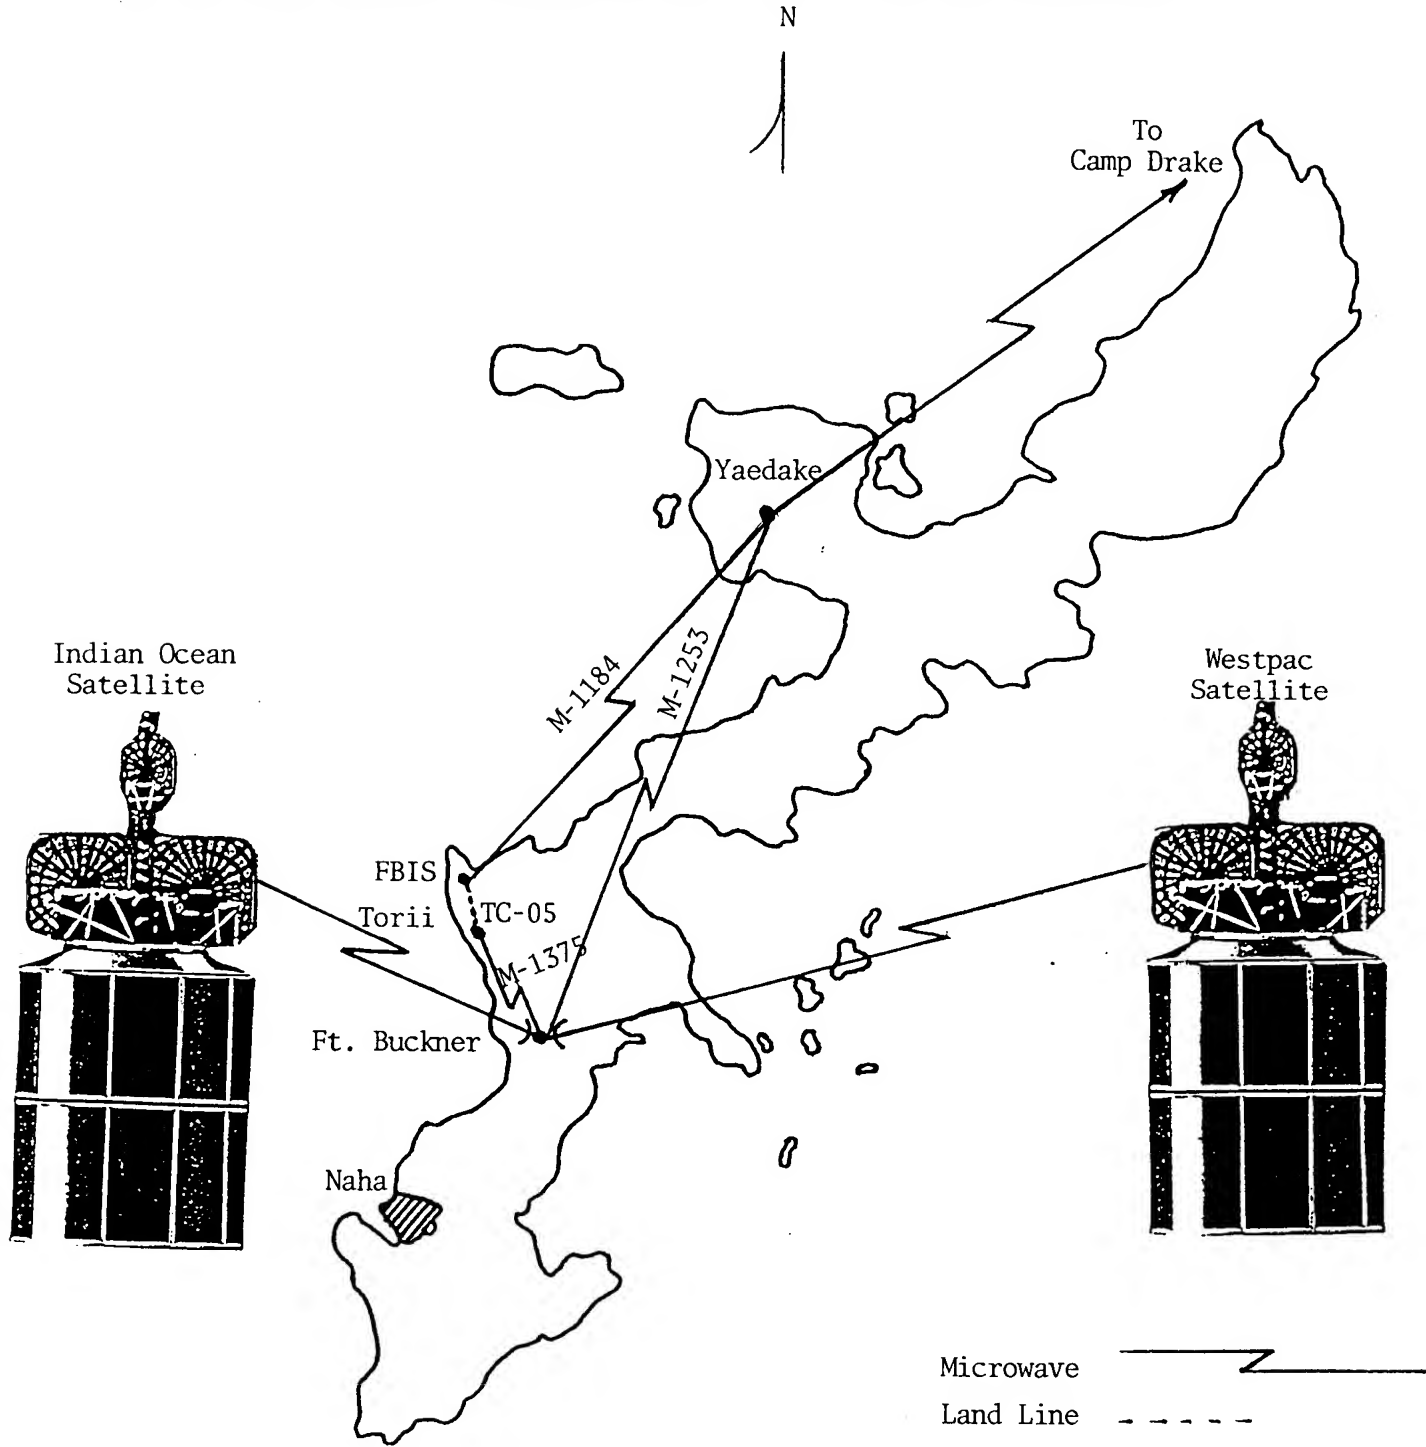 N
To
Camp Drake
Yaedake
M-1184
M-1253
Indian Ocean
Satellite
Westpac
Satellite
FBIS
Torii
TC-05
M-1375
Ft. Buckner
Naha
Microwave
Land Line